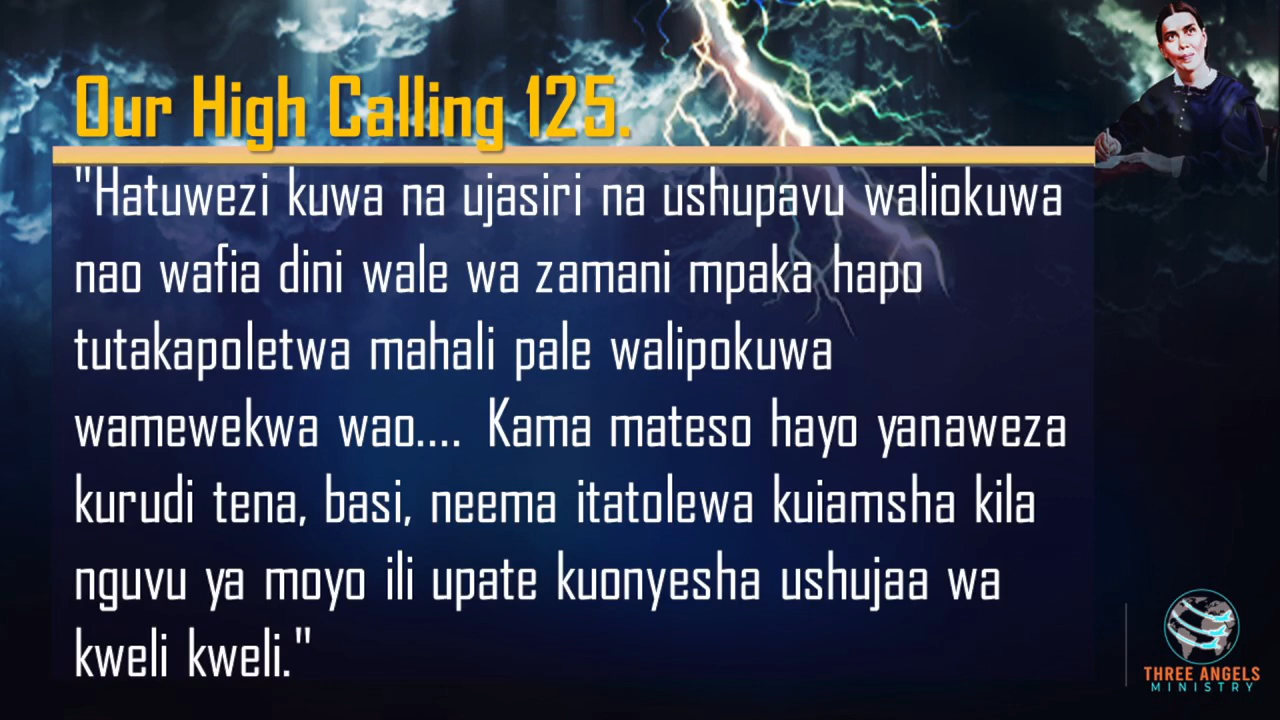 Our High Calling 125.
"Hatuwezi kuwa na ujasiri na ushupavu waliokuwa
nao wafia dini wale wa zamani mpaka hapo
tutakapoletwa mahali pale walipokuwa
wamewekwa wao.... Kama mateso hayo yanaweza
kurudi tena, basi, neema itatolewa kuiamsha kila
nguvu ya moyo ili upate kuonyesha ushujaa wa
kweli kweli."
THREE ANGELS
MINISTRY